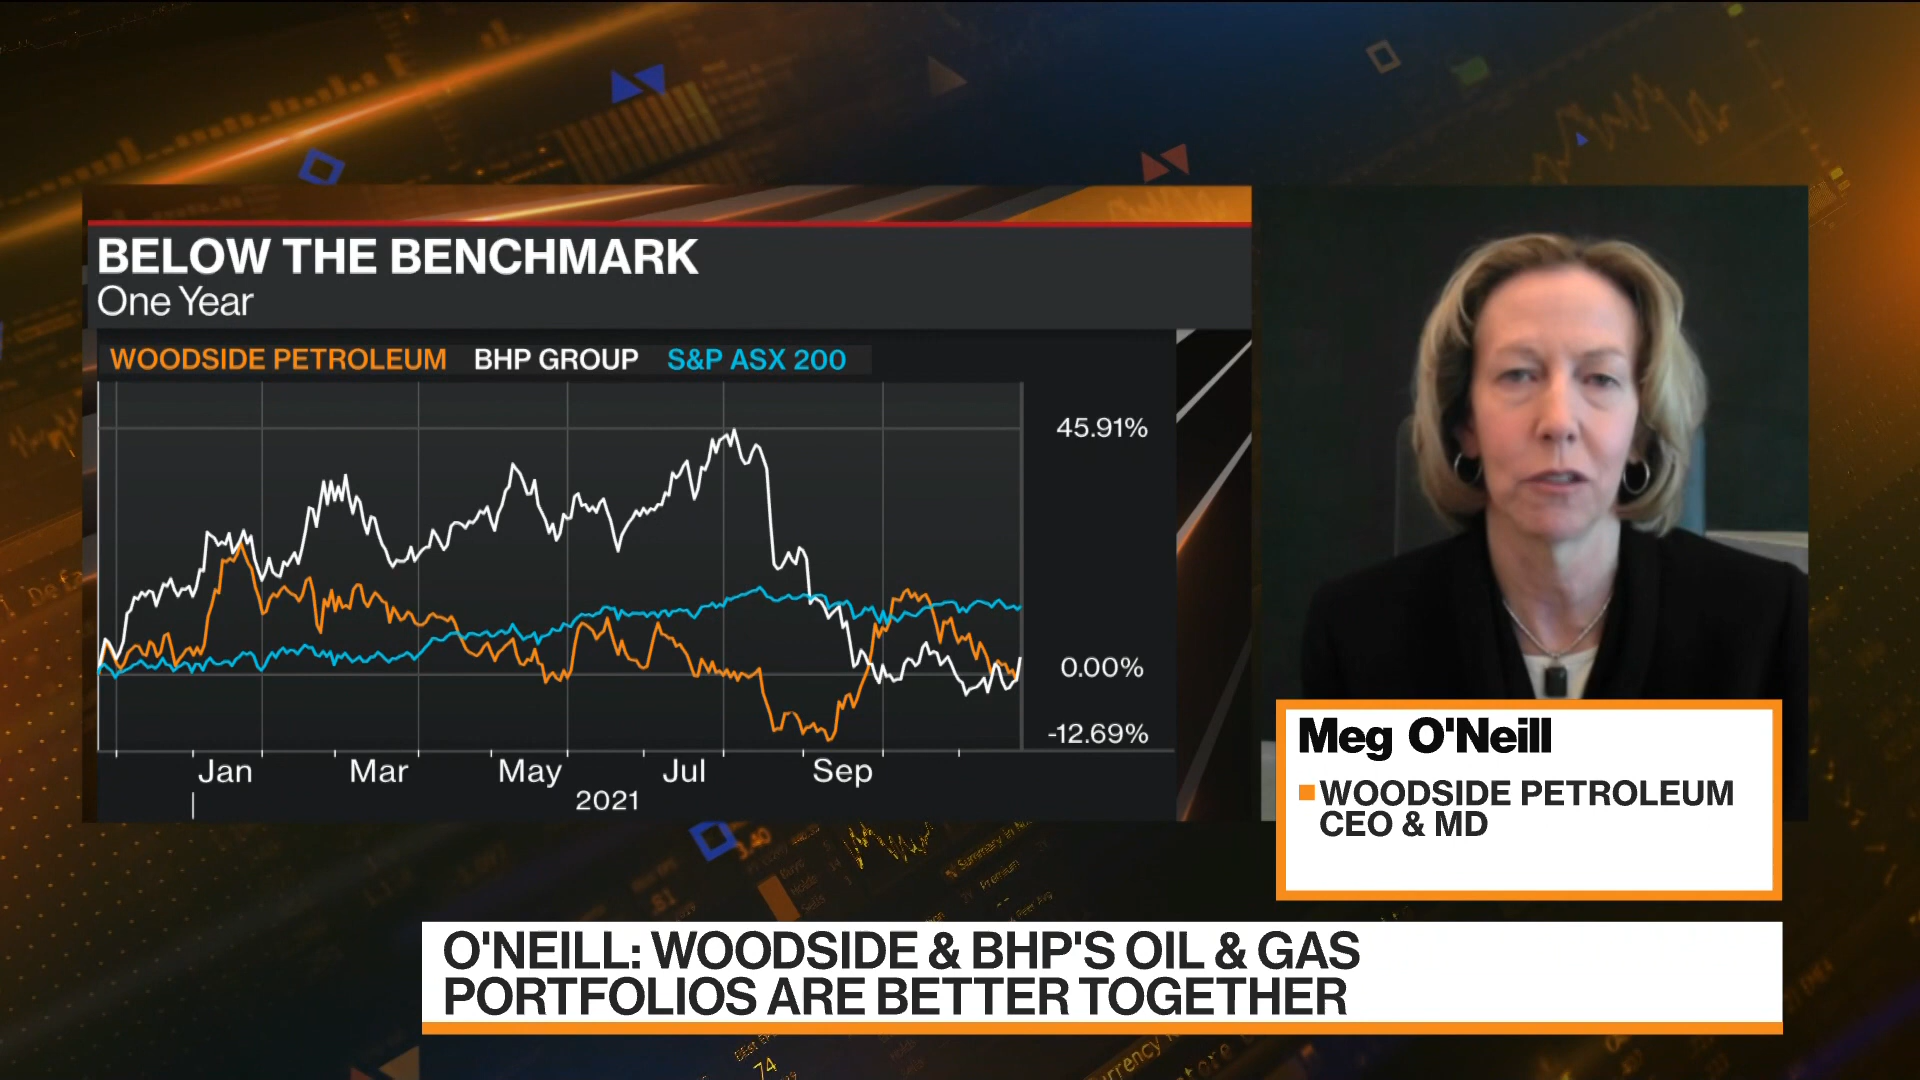 BELOW THE BENCHMARK
One Year
WOODSIDE PETROLEUM BHP GROUP S&P ASX 200
45.91%
0.00%
-12.69%
Jan Mar May Jul Sep
2021
Meg O'Neill
WOODSIDE PETROLEUM
CEO & MD
O'NEILL: WOODSIDE & BHP'S OIL & GAS
PORTFOLIOS ARE BETTER TOGETHER
Premium
74